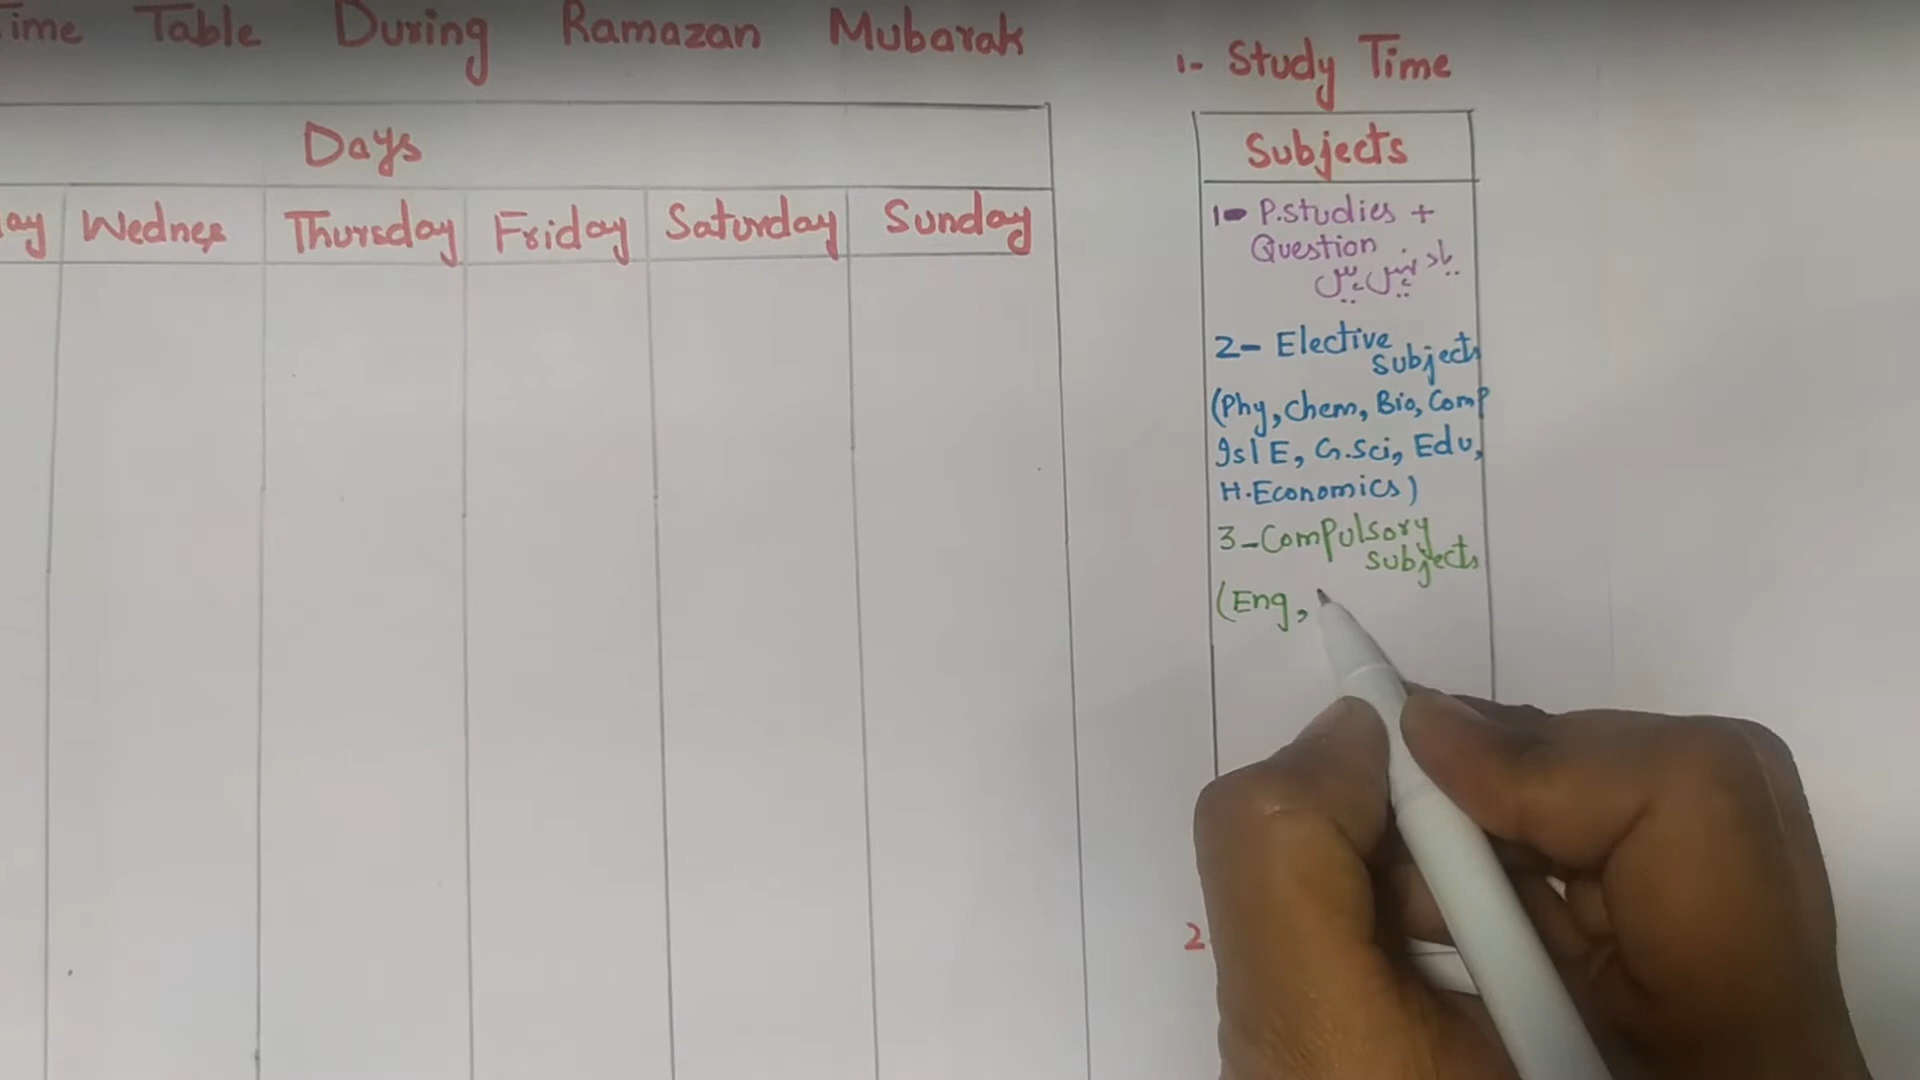 Time Table During Ramazan Mubarak
Days
ay Wednes Thursday Friday Saturday Sunday
1- Study Time
Subjects
1- P.studies +
Question
یاد نہیں ہیں
2- Elective
Subjects
(Phy, Chem, Bio, Comp
Isl E, G.Sci, Edu,
H.Economics)
3-Compulsory
Subjects
(Eng,
2